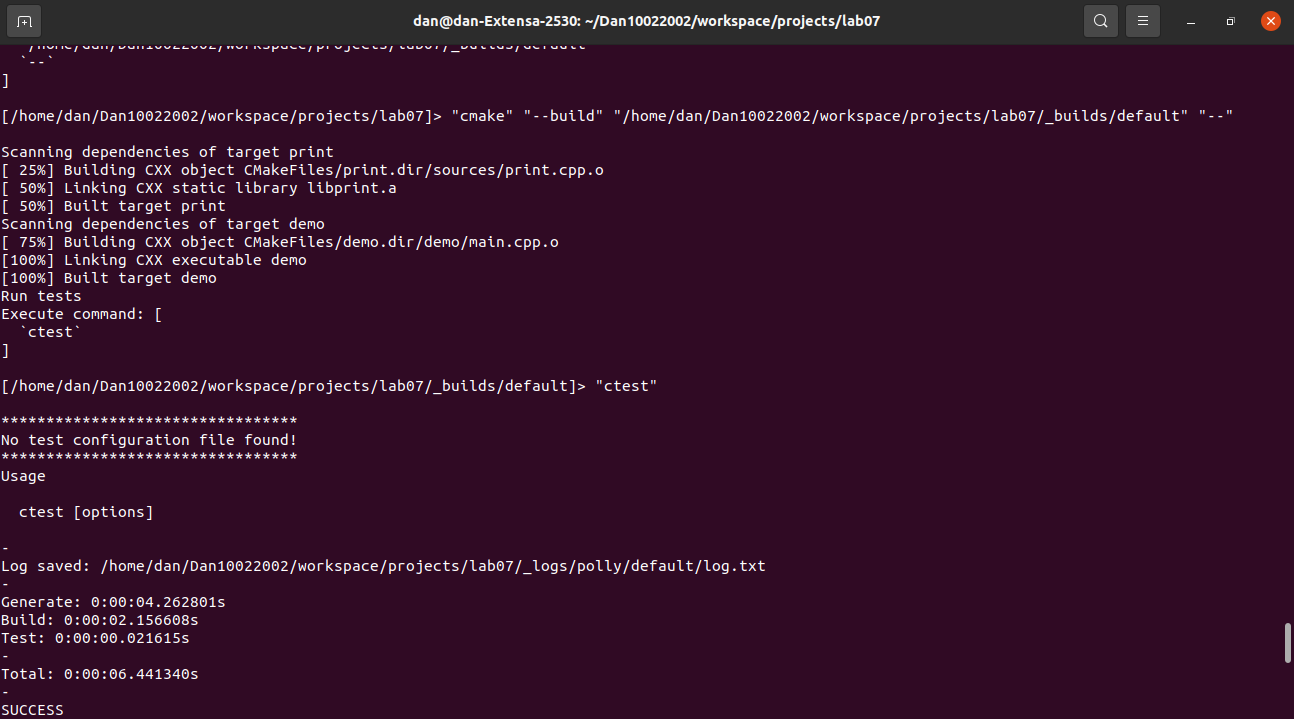 dan@dan-Extensa-2530: ~/Dan10022002/workspace/projects/lab07
`/home/dan/Dan10022002/workspace/projects/lab07/_builds/default`
  `--`
]

[/home/dan/Dan10022002/workspace/projects/lab07]> "cmake" "--build" "/home/dan/Dan10022002/workspace/projects/lab07/_builds/default" "--"

Scanning dependencies of target print
[ 25%] Building CXX object CMakeFiles/print.dir/sources/print.cpp.o
[ 50%] Linking CXX static library libprint.a
[ 50%] Built target print
Scanning dependencies of target demo
[ 75%] Building CXX object CMakeFiles/demo.dir/demo/main.cpp.o
[100%] Linking CXX executable demo
[100%] Built target demo
Run tests
Execute command: [
  `ctest`
]

[/home/dan/Dan10022002/workspace/projects/lab07/_builds/default]> "ctest"

*********************************
No test configuration file found!
*********************************
Usage

  ctest [options]

-
Log saved: /home/dan/Dan10022002/workspace/projects/lab07/_logs/polly/default/log.txt
-
Generate: 0:00:04.262801s
Build: 0:00:02.156608s
Test: 0:00:00.021615s
-
Total: 0:00:06.441340s
-
SUCCESS